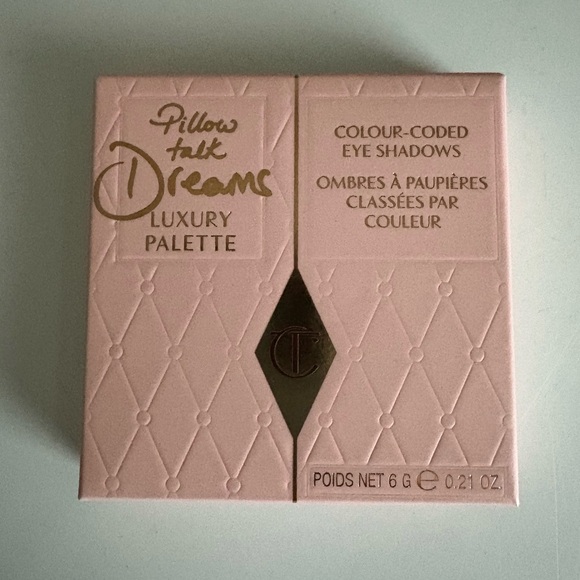 Pillow
talk
Dreams
LUXURY
PALETTE
COLOUR-CODED
EYE SHADOWS
OMBRES À PAUPIÈRES
CLASSÉES PAR
COULEUR
CT
POIDS NET 6 G ℮ 0.21 OZ.